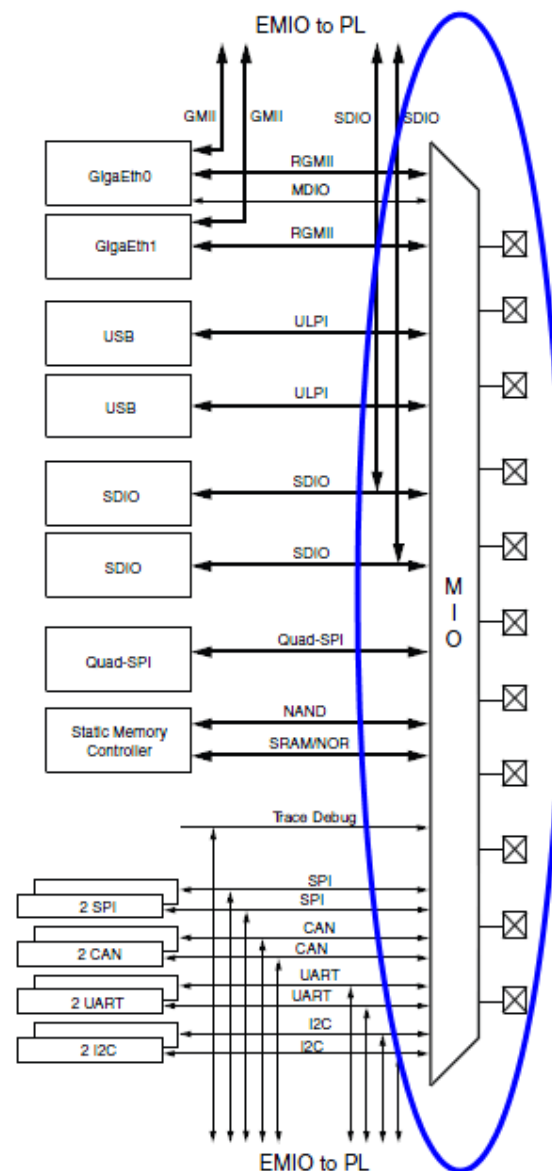 EMIO to PL
GMII
GMII
SDIO
SDIO
GigaEth0
RGMII
MDIO
GigaEth1
RGMII
USB
ULPI
USB
ULPI
SDIO
SDIO
SDIO
SDIO
Quad-SPI
Quad-SPI
Static Memory
Controller
NAND
SRAM/NOR
MIO
Trace Debug
2 SPI
SPI
SPI
2 CAN
CAN
CAN
2 UART
UART
UART
2 I2C
I2C
I2C
EMIO to PL